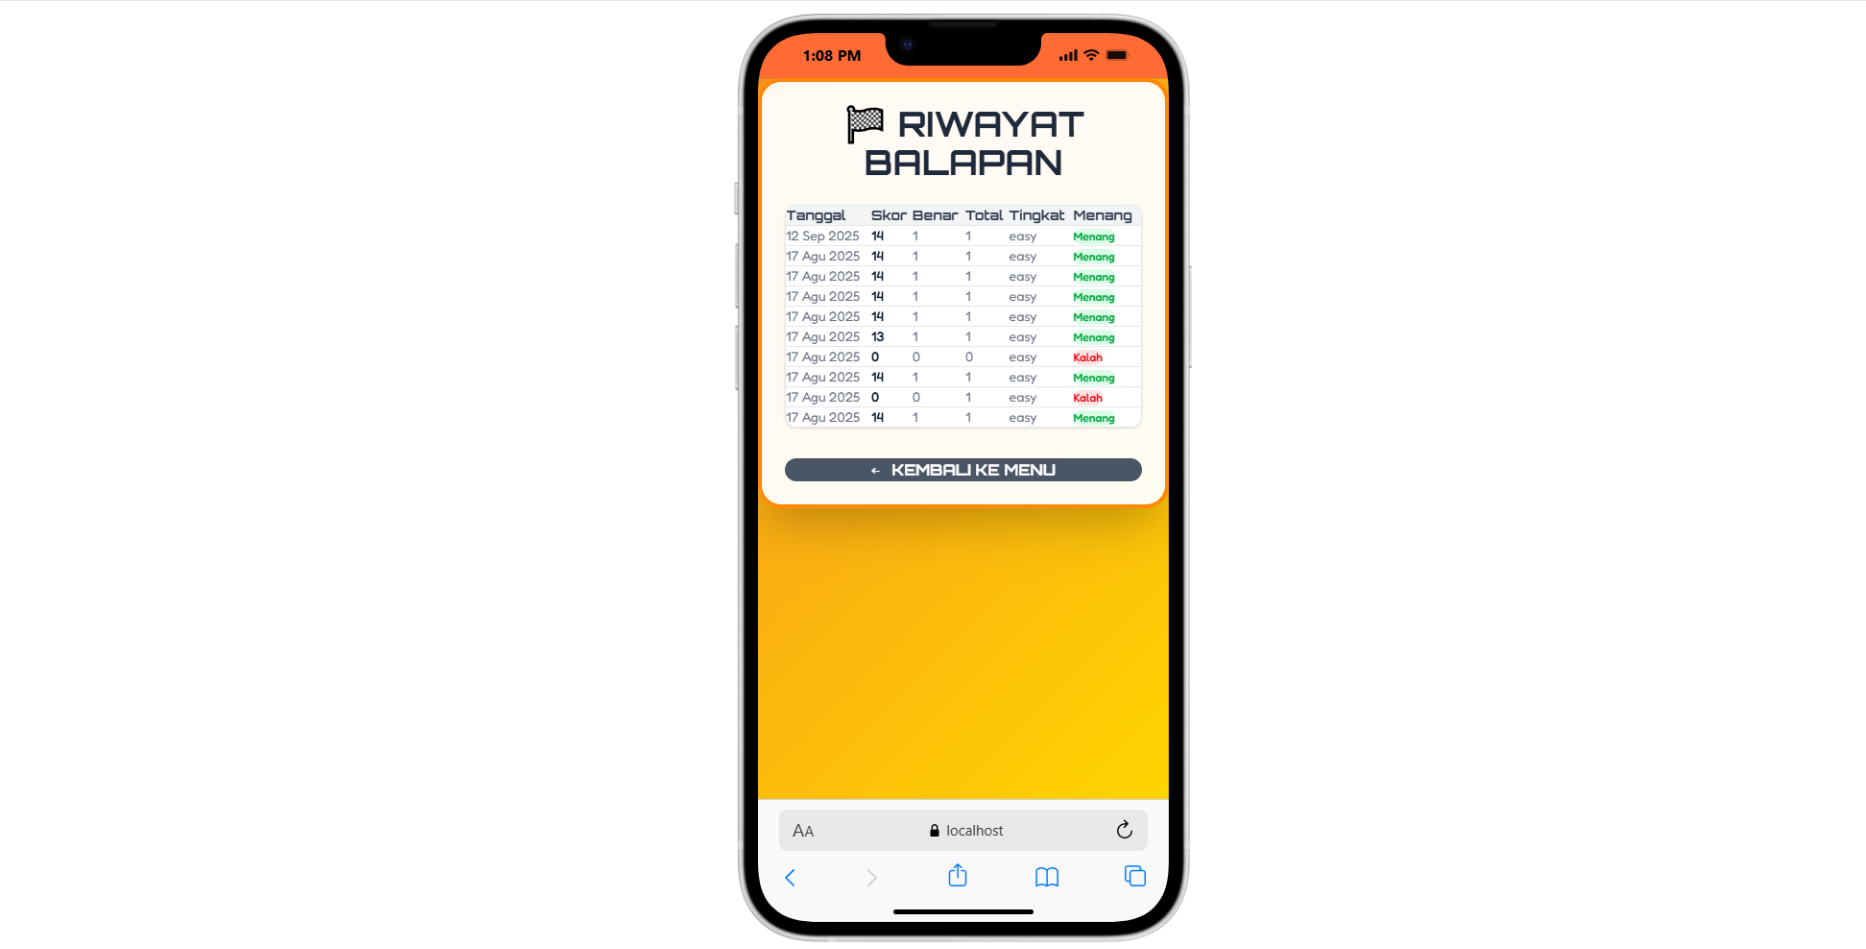 1:08 PM
RIWAYAT
BALAPAN
Tanggal Skor Benar Total Tingkat Menang
12 Sep 2025 14 1 1 easy Menang
17 Agu 2025 14 1 1 easy Menang
17 Agu 2025 14 1 1 easy Menang
17 Agu 2025 14 1 1 easy Menang
17 Agu 2025 14 1 1 easy Menang
17 Agu 2025 13 1 1 easy Menang
17 Agu 2025 0 0 0 easy Kalah
17 Agu 2025 14 1 1 easy Menang
17 Agu 2025 0 0 1 easy Kalah
17 Agu 2025 14 1 1 easy Menang
← KEMBALI KE MENU
AA localhost